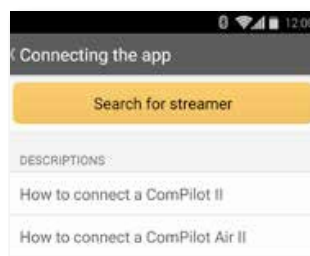 12:0
Connecting the app
Search for streamer
DESCRIPTIONS
How to connect a ComPilot II
How to connect a ComPilot Air II